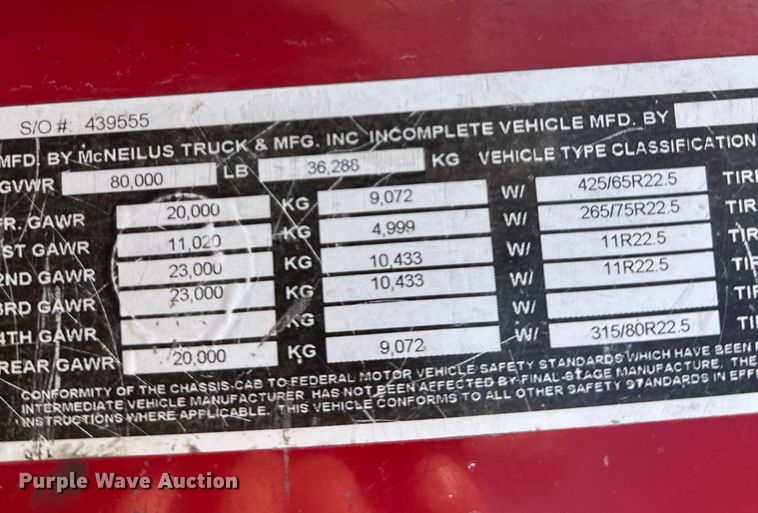 S/O #: 439555
MFD. BY McNEILUS TRUCK & MFG. INC INCOMPLETE VEHICLE MFD. BY
GVWR 80,000 LB 36,288 KG VEHICLE TYPE CLASSIFICATION
FR. GAWR 20,000 KG 9,072 W/ 425/65R22.5 TIRE
1ST GAWR 11,020 KG 4,999 W/ 265/75R22.5 TIRE
2ND GAWR 23,000 KG 10,433 W/ 11R22.5 TIR
3RD GAWR 23,000 KG 10,433 W/ 11R22.5 TIR
4TH GAWR KG W/ TIR
REAR GAWR 20,000 KG 9,072 W/ 315/80R22.5 TI
CONFORMITY OF THE CHASSIS-CAB TO FEDERAL MOTOR VEHICLE SAFETY STANDARDS WHICH HAVE BEEN
INTERMEDIATE VEHICLE MANUFACTURER HAS NOT BEEN AFFECTED BY FINAL-STAGE MANUFACTURE. THE
INSTRUCTIONS WHERE APPLICABLE. THIS VEHICLE CONFORMS TO ALL OTHER SAFETY STANDARDS IN EFFE
Purple Wave Auction